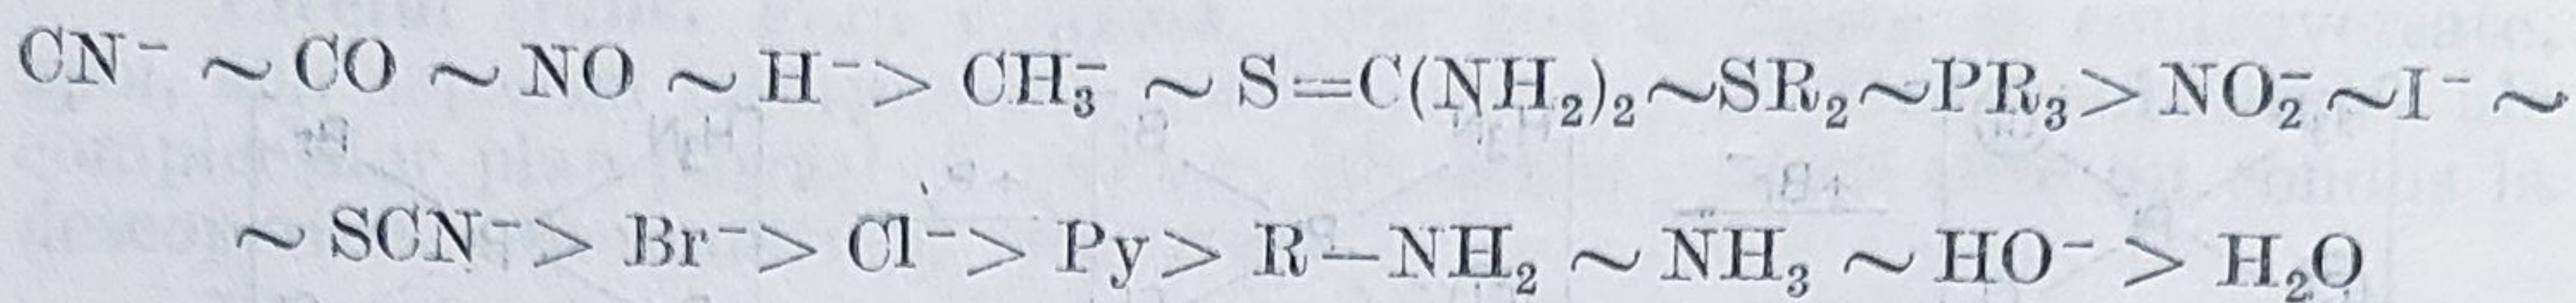 CN⁻ ~ CO ~ NO ~ H⁻ > CH₃⁻ ~ S=C(NH₂)₂~SR₂~PR₃> NO₂⁻~I⁻ ~
~ SCN⁻> Br⁻> Cl⁻> Py> R—NH₂ ~ NH₃ ~ HO⁻ > H₂O